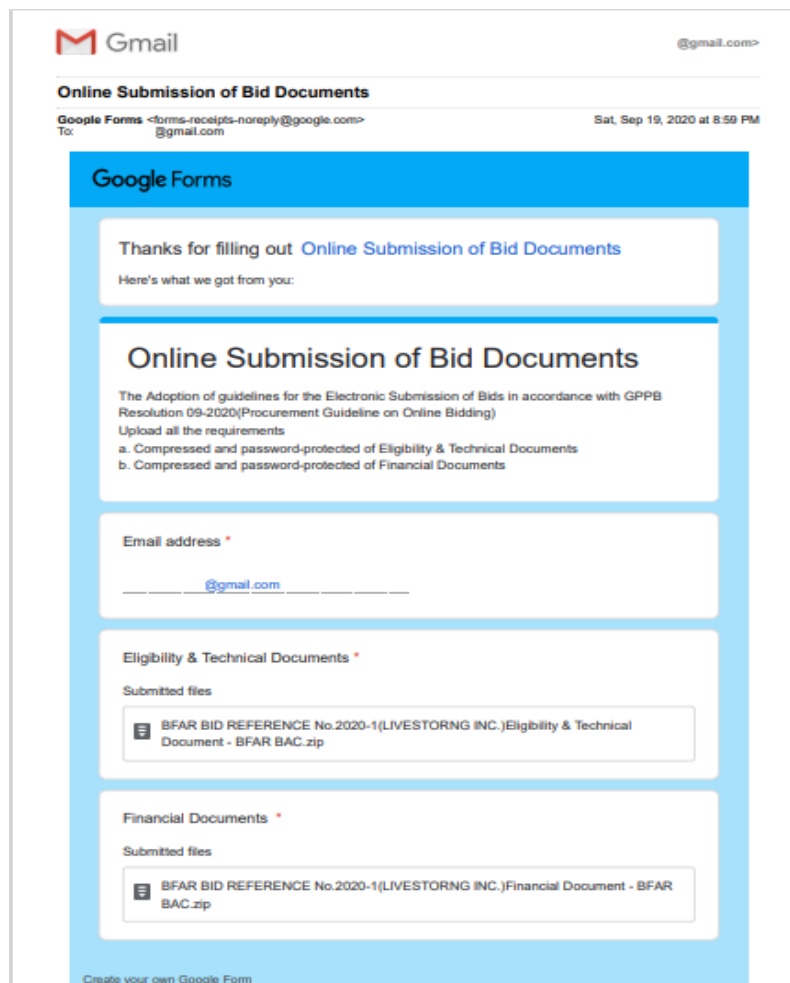 Gmail
@gmail.com>
Online Submission of Bid Documents
Google Forms <forms-receipts-noreply@google.com>
Sat, Sep 19, 2020 at 8:59 PM
To: @gmail.com
Google Forms
Thanks for filling out Online Submission of Bid Documents
Here's what we got from you:
Online Submission of Bid Documents
The Adoption of guidelines for the Electronic Submission of Bids in accordance with GPPB
Resolution 09-2020(Procurement Guideline on Online Bidding)
Upload all the requirements
a. Compressed and password-protected of Eligibility & Technical Documents
b. Compressed and password-protected of Financial Documents
Email address *
@gmail.com
Eligibility & Technical Documents *
Submitted files
BFAR BID REFERENCE No.2020-1(LIVESTORNG INC.)Eligibility & Technical
Document - BFAR BAC.zip
Financial Documents *
Submitted files
BFAR BID REFERENCE No.2020-1(LIVESTORNG INC.)Financial Document - BFAR
BAC.zip
Create your own Google Form